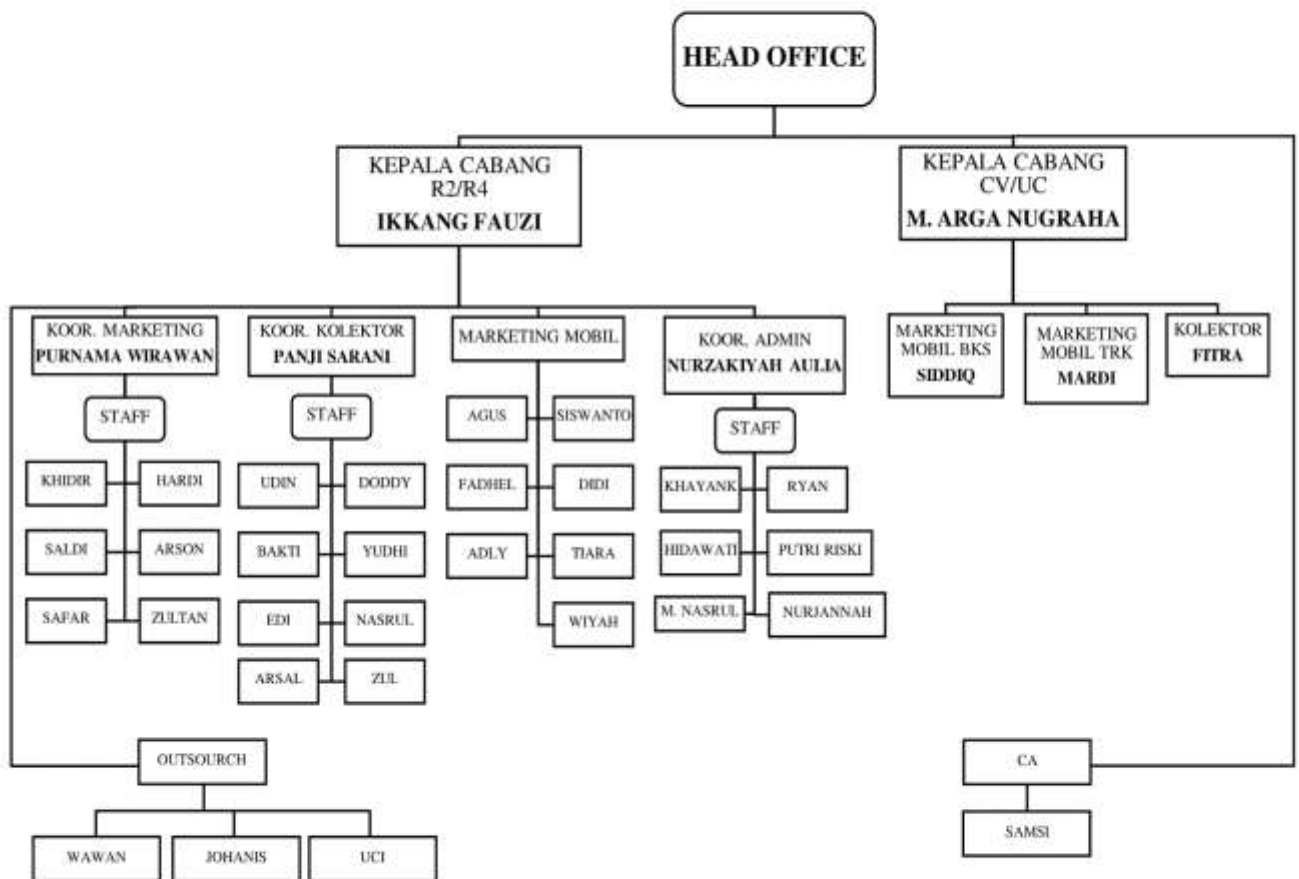 HEAD OFFICE
KEPALA CABANG
R2/R4
IKKANG FAUZI
KEPALA CABANG
CV/UC
M. ARGA NUGRAHA
KOOR. MARKETING
PURNAMA WIRAWAN
KOOR. KOLEKTOR
PANJI SARANI
MARKETING MOBIL
KOOR. ADMIN
NURZAKIYAH AULIA
MARKETING
MOBIL BKS
SIDDIQ
MARKETING
MOBIL TRK
MARDI
KOLEKTOR
FITRA
STAFF
KHIDIR
HARDI
SALDI
ARSON
SAFAR
ZULTAN
STAFF
UDIN
DODDY
BAKTI
YUDHI
EDI
NASRUL
ARSAL
ZUL
AGUS
SISWANTO
FADHEL
DIDI
ADLY
TIARA
WIYAH
STAFF
KHAYANK
RYAN
HIDAWATI
PUTRI RISKI
M. NASRUL
NURJANNAH
OUTSOURCH
WAWAN
JOHANIS
UCI
CA
SAMSI